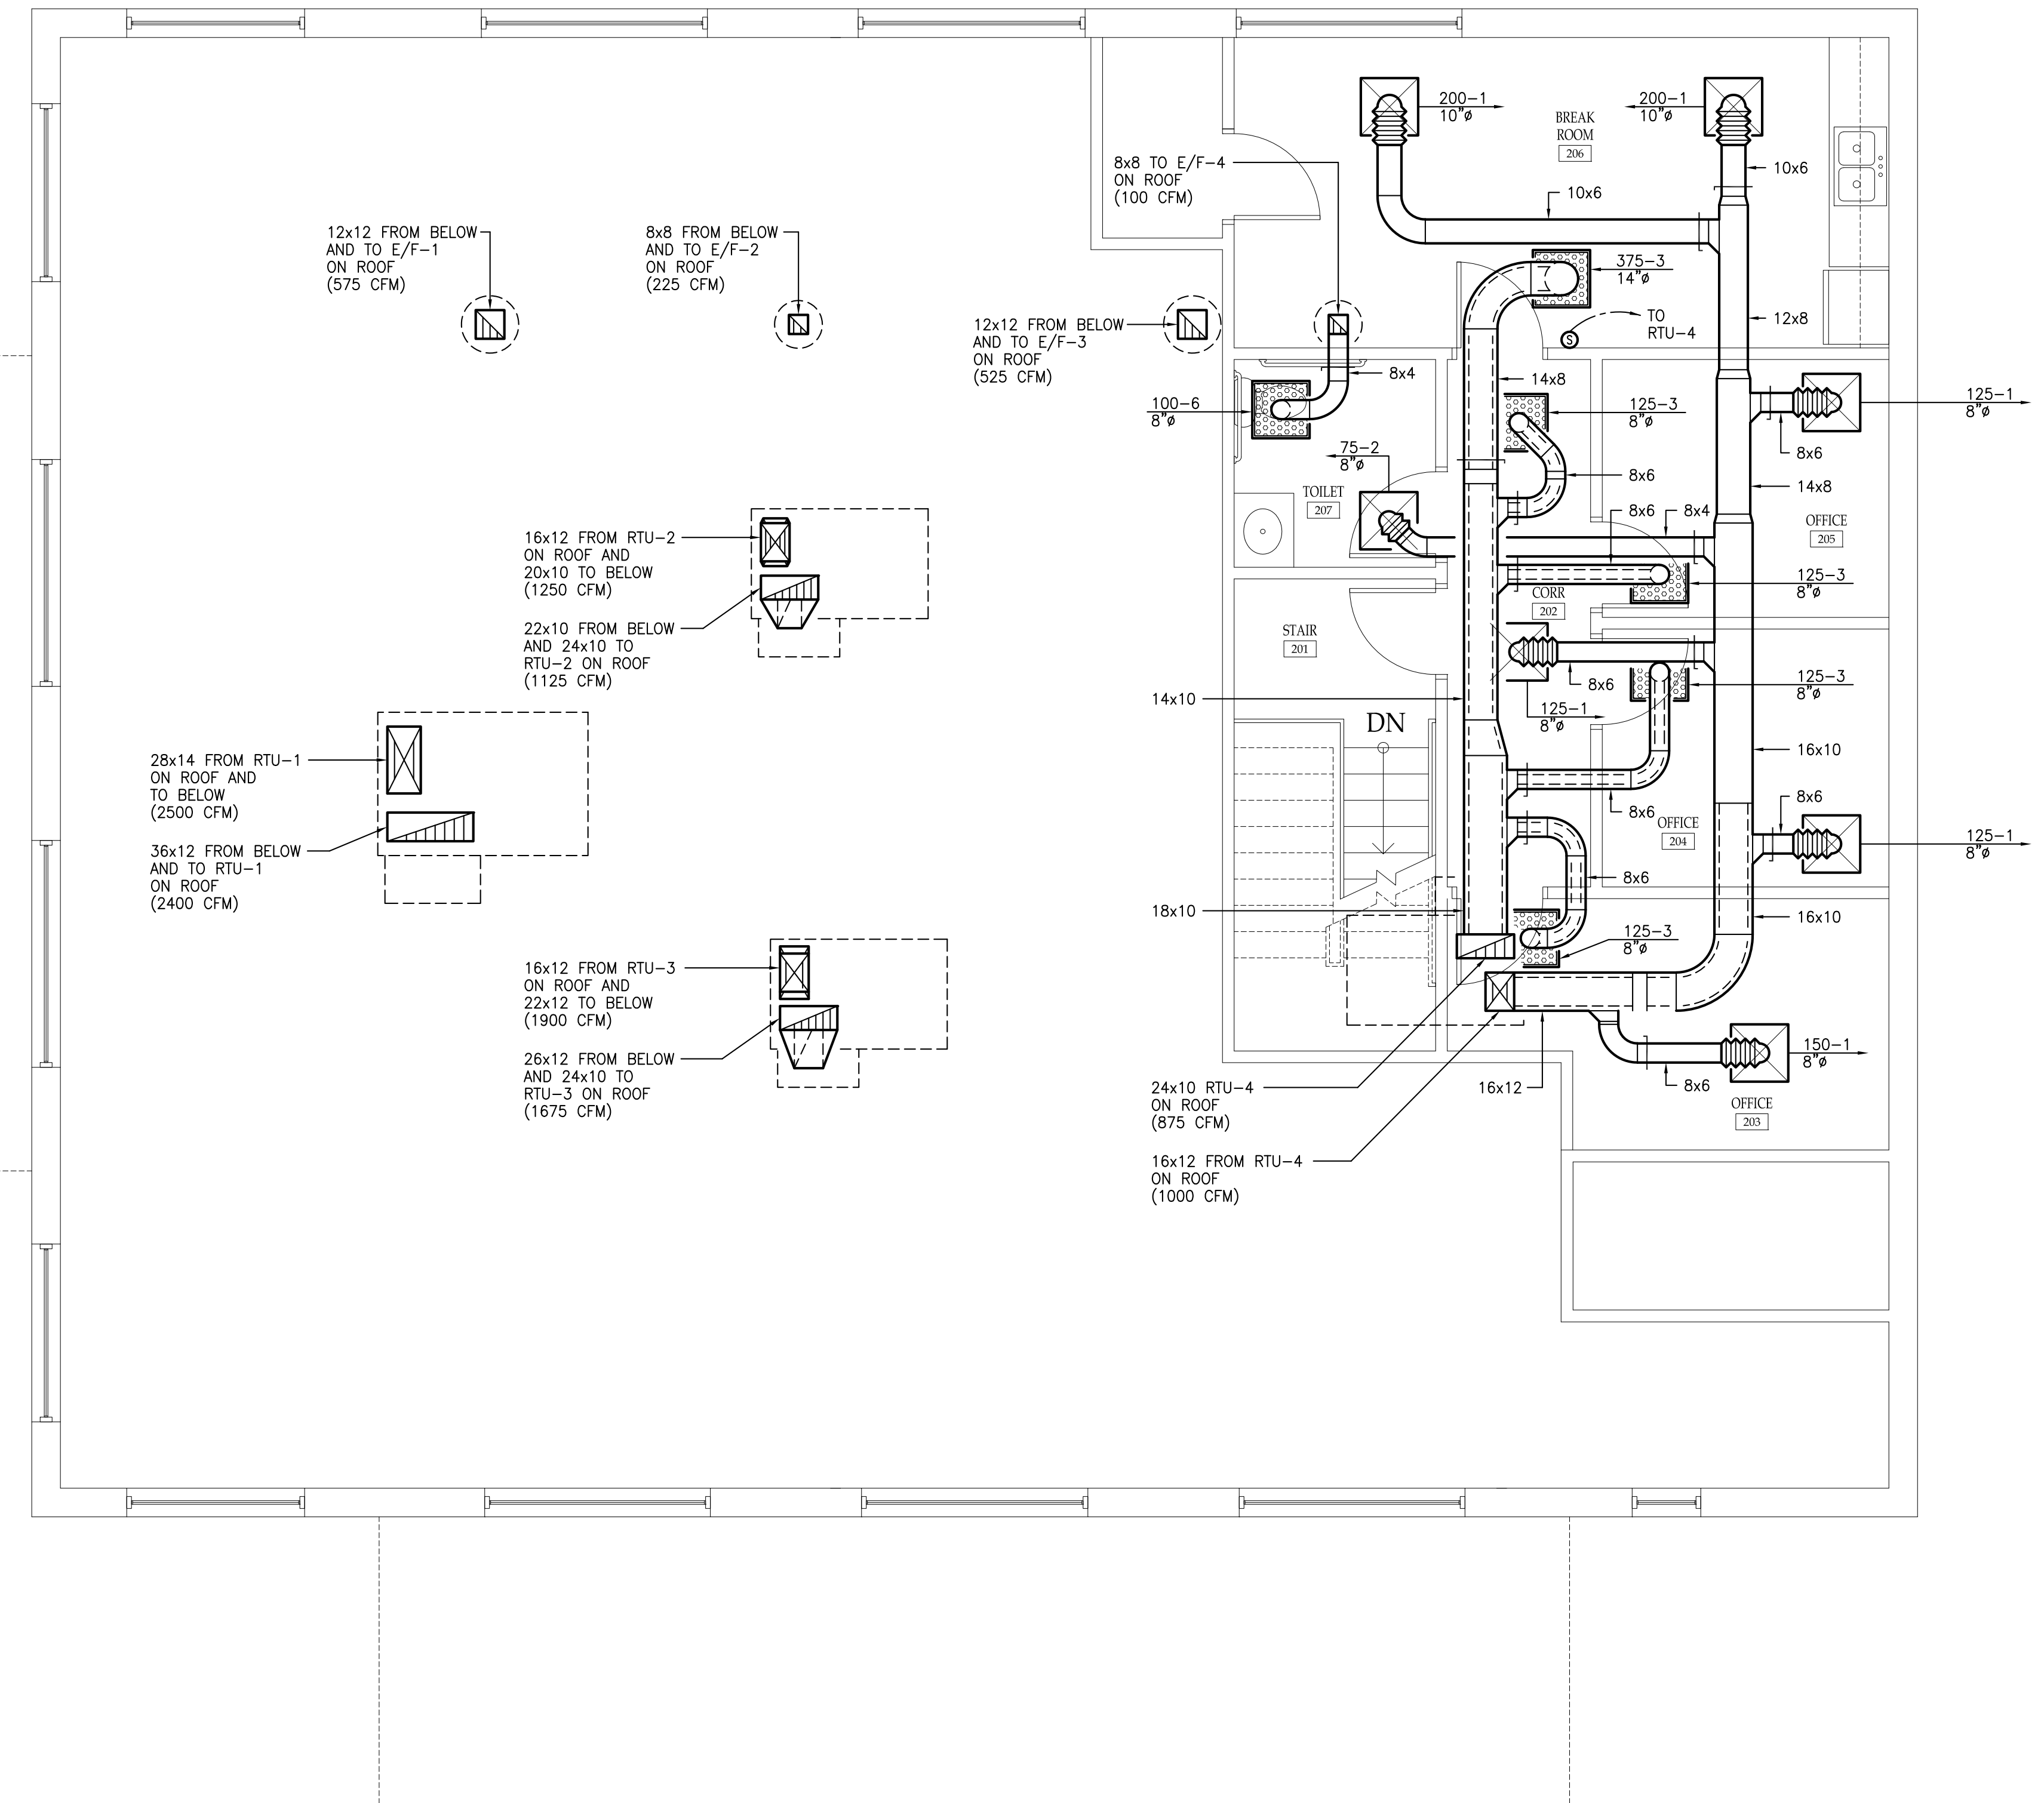 200-1
10"ø
200-1
10"ø
BREAK
ROOM
206
10x6
10x6
8x8 TO E/F-4
ON ROOF
(100 CFM)
12x12 FROM BELOW
AND TO E/F-1
ON ROOF
(575 CFM)
8x8 FROM BELOW
AND TO E/F-2
ON ROOF
(225 CFM)
12x12 FROM BELOW
AND TO E/F-3
ON ROOF
(525 CFM)
375-3
14"ø
S
TO
RTU-4
12x8
8x4
14x8
100-6
8"ø
125-3
8"ø
125-1
8"ø
8x6
75-2
8"ø
8x6
14x8
TOILET
207
8x6
8x4
OFFICE
205
16x12 FROM RTU-2
ON ROOF AND
20x10 TO BELOW
(1250 CFM)
22x10 FROM BELOW
AND 24x10 TO
RTU-2 ON ROOF
(1125 CFM)
125-3
8"ø
CORR
202
STAIR
201
8x6
125-3
8"ø
14x10
125-1
8"ø
DN
16x10
28x14 FROM RTU-1
ON ROOF AND
TO BELOW
(2500 CFM)
36x12 FROM BELOW
AND TO RTU-1
ON ROOF
(2400 CFM)
8x6
8x6
OFFICE
204
125-1
8"ø
8x6
18x10
16x10
125-3
8"ø
16x12 FROM RTU-3
ON ROOF AND
22x12 TO BELOW
(1900 CFM)
26x12 FROM BELOW
AND 24x10 TO
RTU-3 ON ROOF
(1675 CFM)
150-1
8"ø
24x10 RTU-4
ON ROOF
(875 CFM)
16x12
8x6
OFFICE
203
16x12 FROM RTU-4
ON ROOF
(1000 CFM)